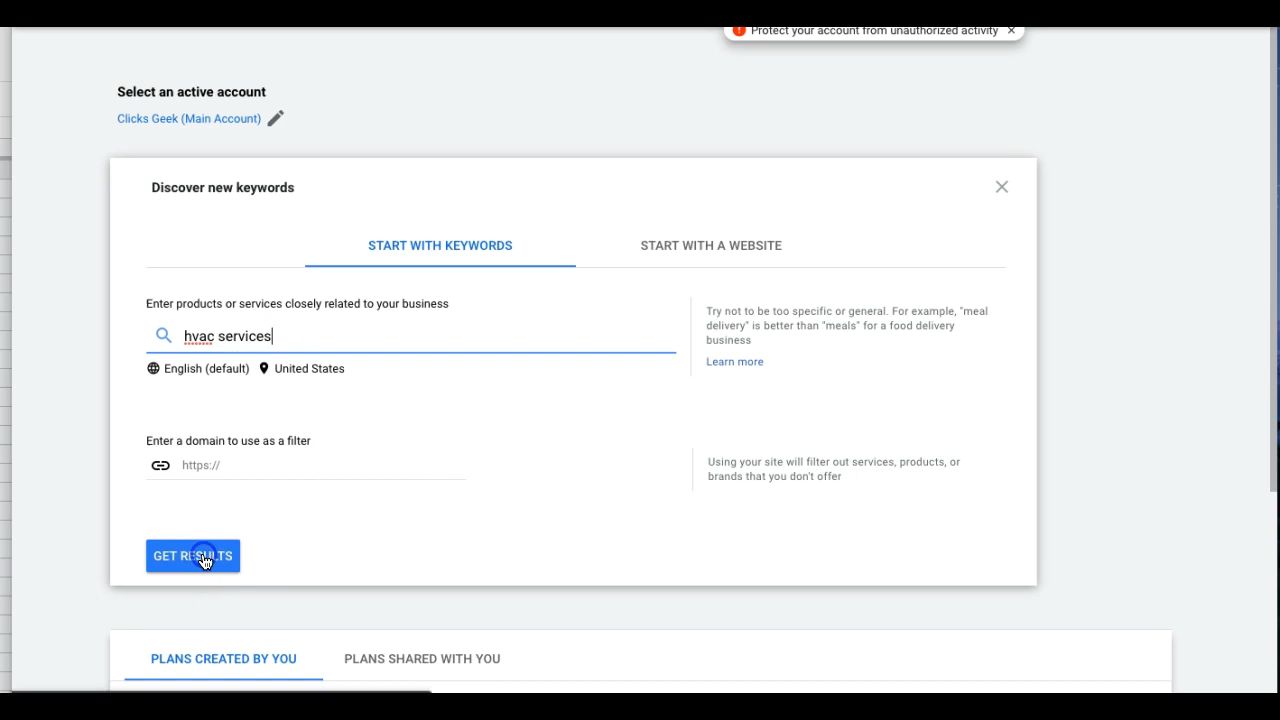 Protect your account from unauthorized activity
Select an active account
Clicks Geek (Main Account)
Discover new keywords
START WITH KEYWORDS
START WITH A WEBSITE
Enter products or services closely related to your business
hvac services
English (default) United States
Try not to be too specific or general. For example, "meal
delivery" is better than "meals" for a food delivery
business
Learn more
Enter a domain to use as a filter
https://
Using your site will filter out services, products, or
brands that you don't offer
GET RESULTS
PLANS CREATED BY YOU
PLANS SHARED WITH YOU